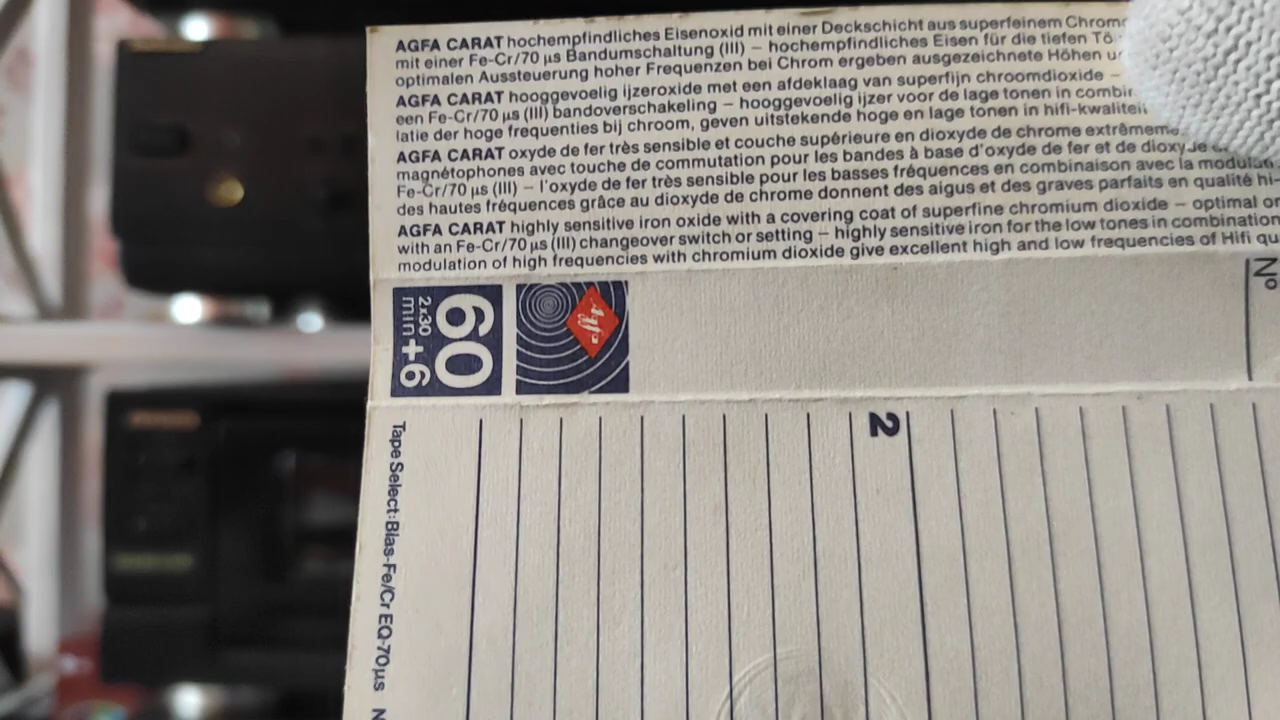 AGFA CARAT hochempfindliches Eisenoxid mit einer Deckschicht aus superfeinem
mit einer Fe-Cr/70 µs Bandumschaltung (III) – hochempfindliches Eisen für die tiefen
optimalen Aussteuerung hoher Frequenzen bei Chrom ergeben ausgezeichnete Höhen
AGFA CARAT hooggevoelig ijzeroxide met een afdeklaag van superfijn chroomdioxide –
een Fe-Cr/70 µs (III) bandoverschakeling – hooggevoelig ijzer voor de lage tonen in
latie der hoge frequenties bij chroom, geven uitstekende hoge en lage tonen in hifi-kwaliteit
AGFA CARAT oxyde de fer très sensible et couche supérieure en dioxyde de chrome
magnétophones avec touche de commutation pour les bandes à base d'oxyde de fer et de
Fe-Cr/70 µs (III) – l'oxyde de fer très sensible pour les basses fréquences en combinaison avec la
des hautes fréquences grâce au dioxyde de chrome donnent des aigus et des graves parfaits en qualité hi-
AGFA CARAT highly sensitive iron oxide with a covering coat of superfine chromium dioxide – optimal
with an Fe-Cr/70 µs (III) changeover switch or setting – highly sensitive iron for the low tones in combination
modulation of high frequencies with chromium dioxide give excellent high and low frequencies of Hifi
60
2x30
min+6
Agfa
Nº
2
Tape Select: Bias-Fe/Cr EQ-70µs